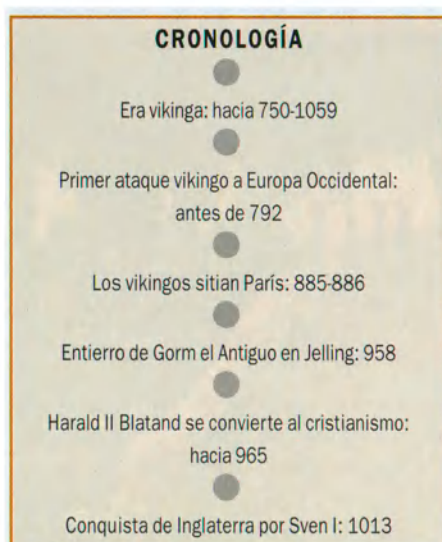 CRONOLOGÍA
Era vikinga: hacia 750-1059
Primer ataque vikingo a Europa Occidental:
antes de 792
Los vikingos sitian París: 885-886
Entierro de Gorm el Antiguo en Jelling: 958
Harald II Blatand se convierte al cristianismo:
hacia 965
Conquista de Inglaterra por Sven I: 1013